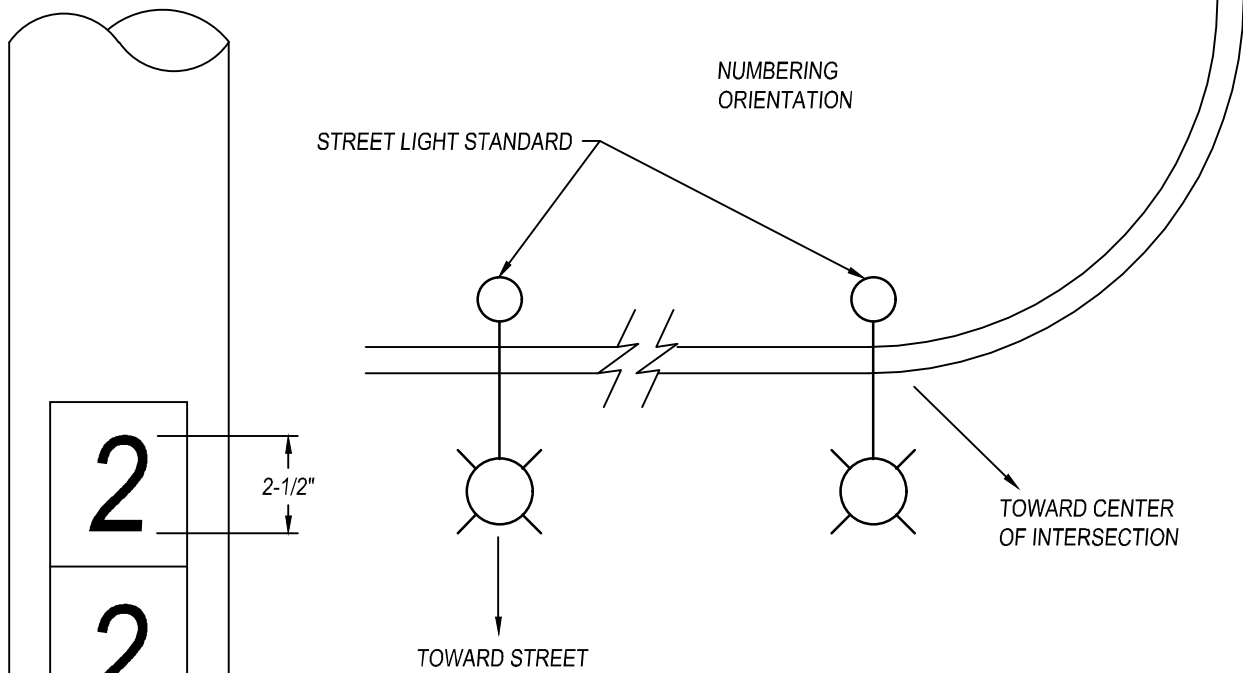 NUMBERING
ORIENTATION
STREET LIGHT STANDARD
2
2-1/2"
2
TOWARD CENTER
OF INTERSECTION
TOWARD STREET